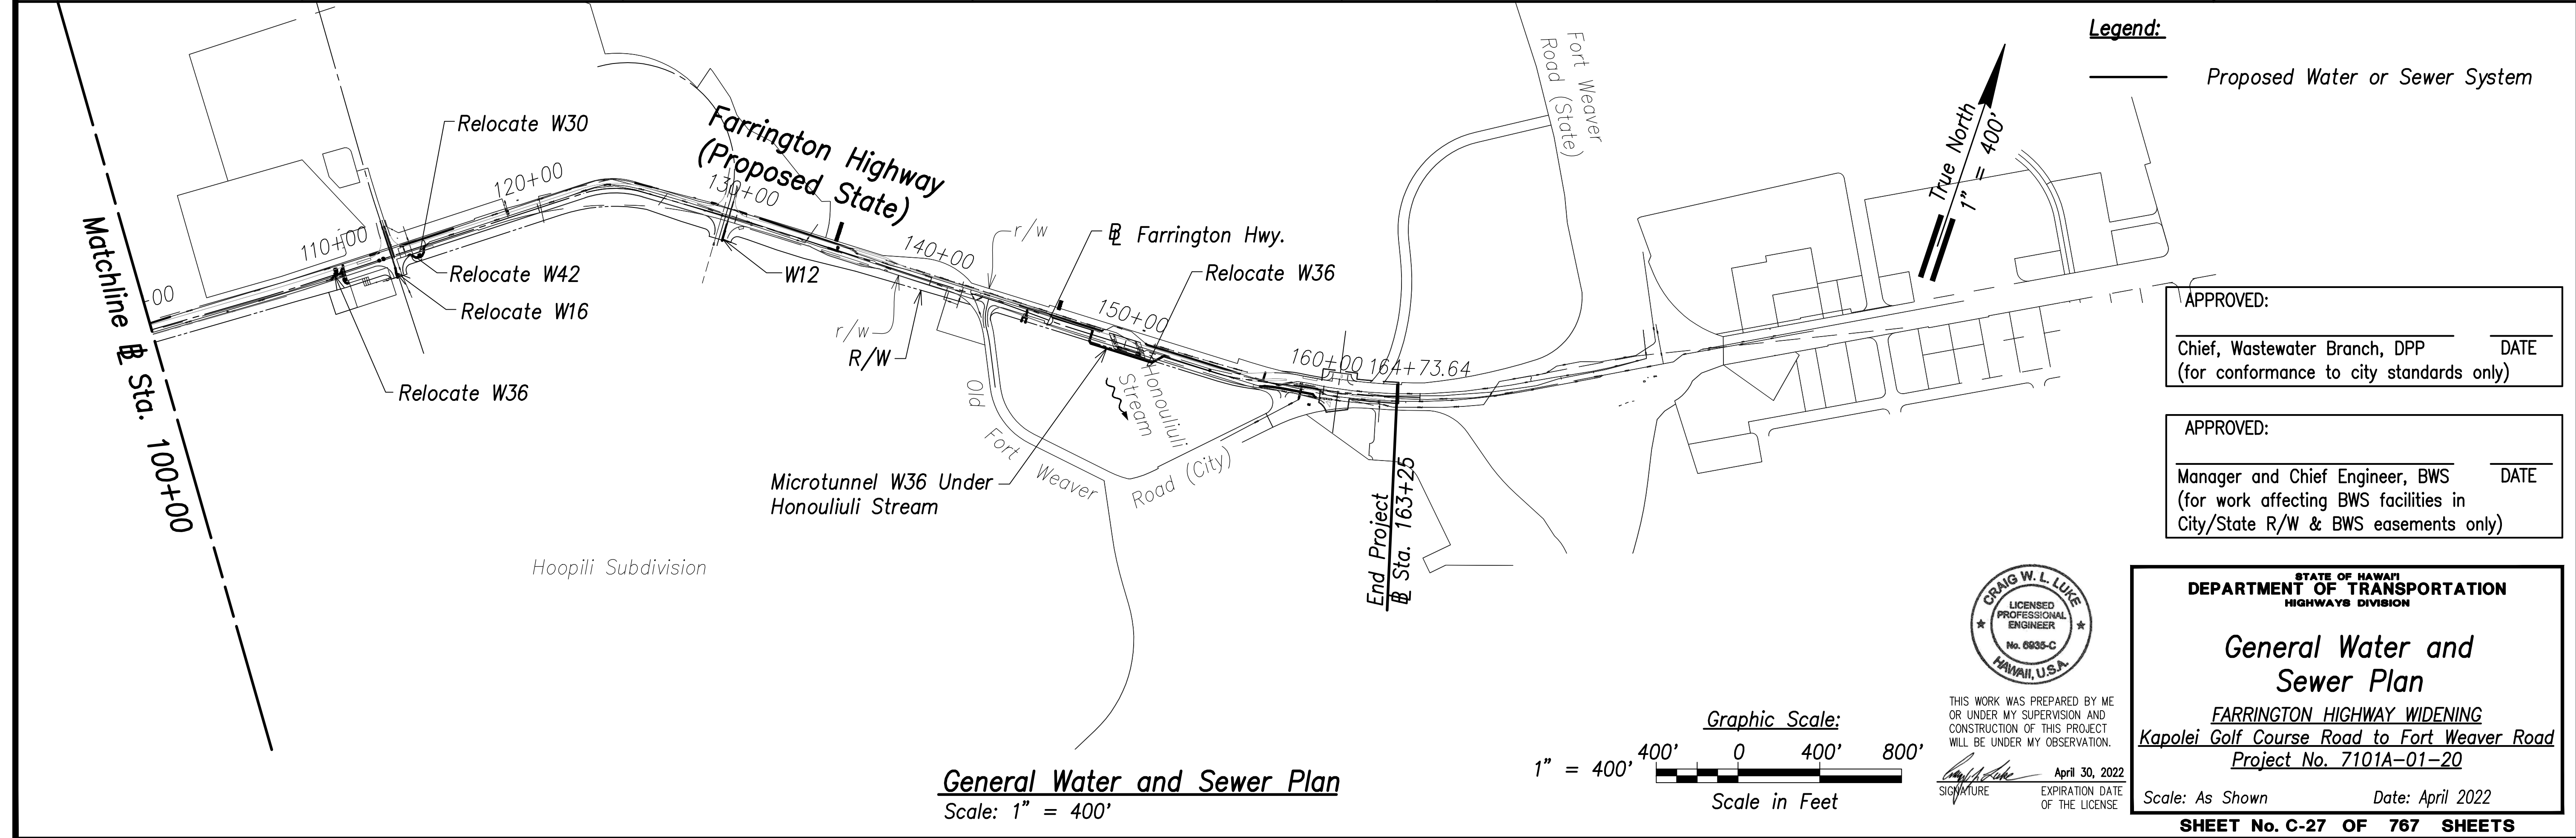 Legend:
Proposed Water or Sewer System
True North
1" = 400'
Fort Weaver
Road (State)
Farrington Highway
(Proposed State)
Relocate W30
120+00
130+00
110+00
Relocate W42
Relocate W16
Relocate W36
W12
140+00
r/w
r/w
R/W
℄ Farrington Hwy.
Relocate W36
150+00
160+00
164+73.64
-00
Matchline ℄ Sta. 100+00
Honouliuli
Stream
Old Fort Weaver Road (City)
Microtunnel W36 Under
Honouliuli Stream
Hoopili Subdivision
End Project
℄ Sta. 163+25
APPROVED:
Chief, Wastewater Branch, DPP DATE
(for conformance to city standards only)
APPROVED:
Manager and Chief Engineer, BWS DATE
(for work affecting BWS facilities in
City/State R/W & BWS easements only)
CRAIG W. L. LUKE
LICENSED
PROFESSIONAL
ENGINEER
No. 6935-C
HAWAII, U.S.A.
THIS WORK WAS PREPARED BY ME
OR UNDER MY SUPERVISION AND
CONSTRUCTION OF THIS PROJECT
WILL BE UNDER MY OBSERVATION.
April 30, 2022
SIGNATURE EXPIRATION DATE
OF THE LICENSE
General Water and Sewer Plan
Scale: 1" = 400'
Graphic Scale:
1" = 400' 400' 0 400' 800'
Scale in Feet
STATE OF HAWAI'I
DEPARTMENT OF TRANSPORTATION
HIGHWAYS DIVISION
General Water and
Sewer Plan
FARRINGTON HIGHWAY WIDENING
Kapolei Golf Course Road to Fort Weaver Road
Project No. 7101A-01-20
Scale: As Shown Date: April 2022
SHEET No. C-27 OF 767 SHEETS